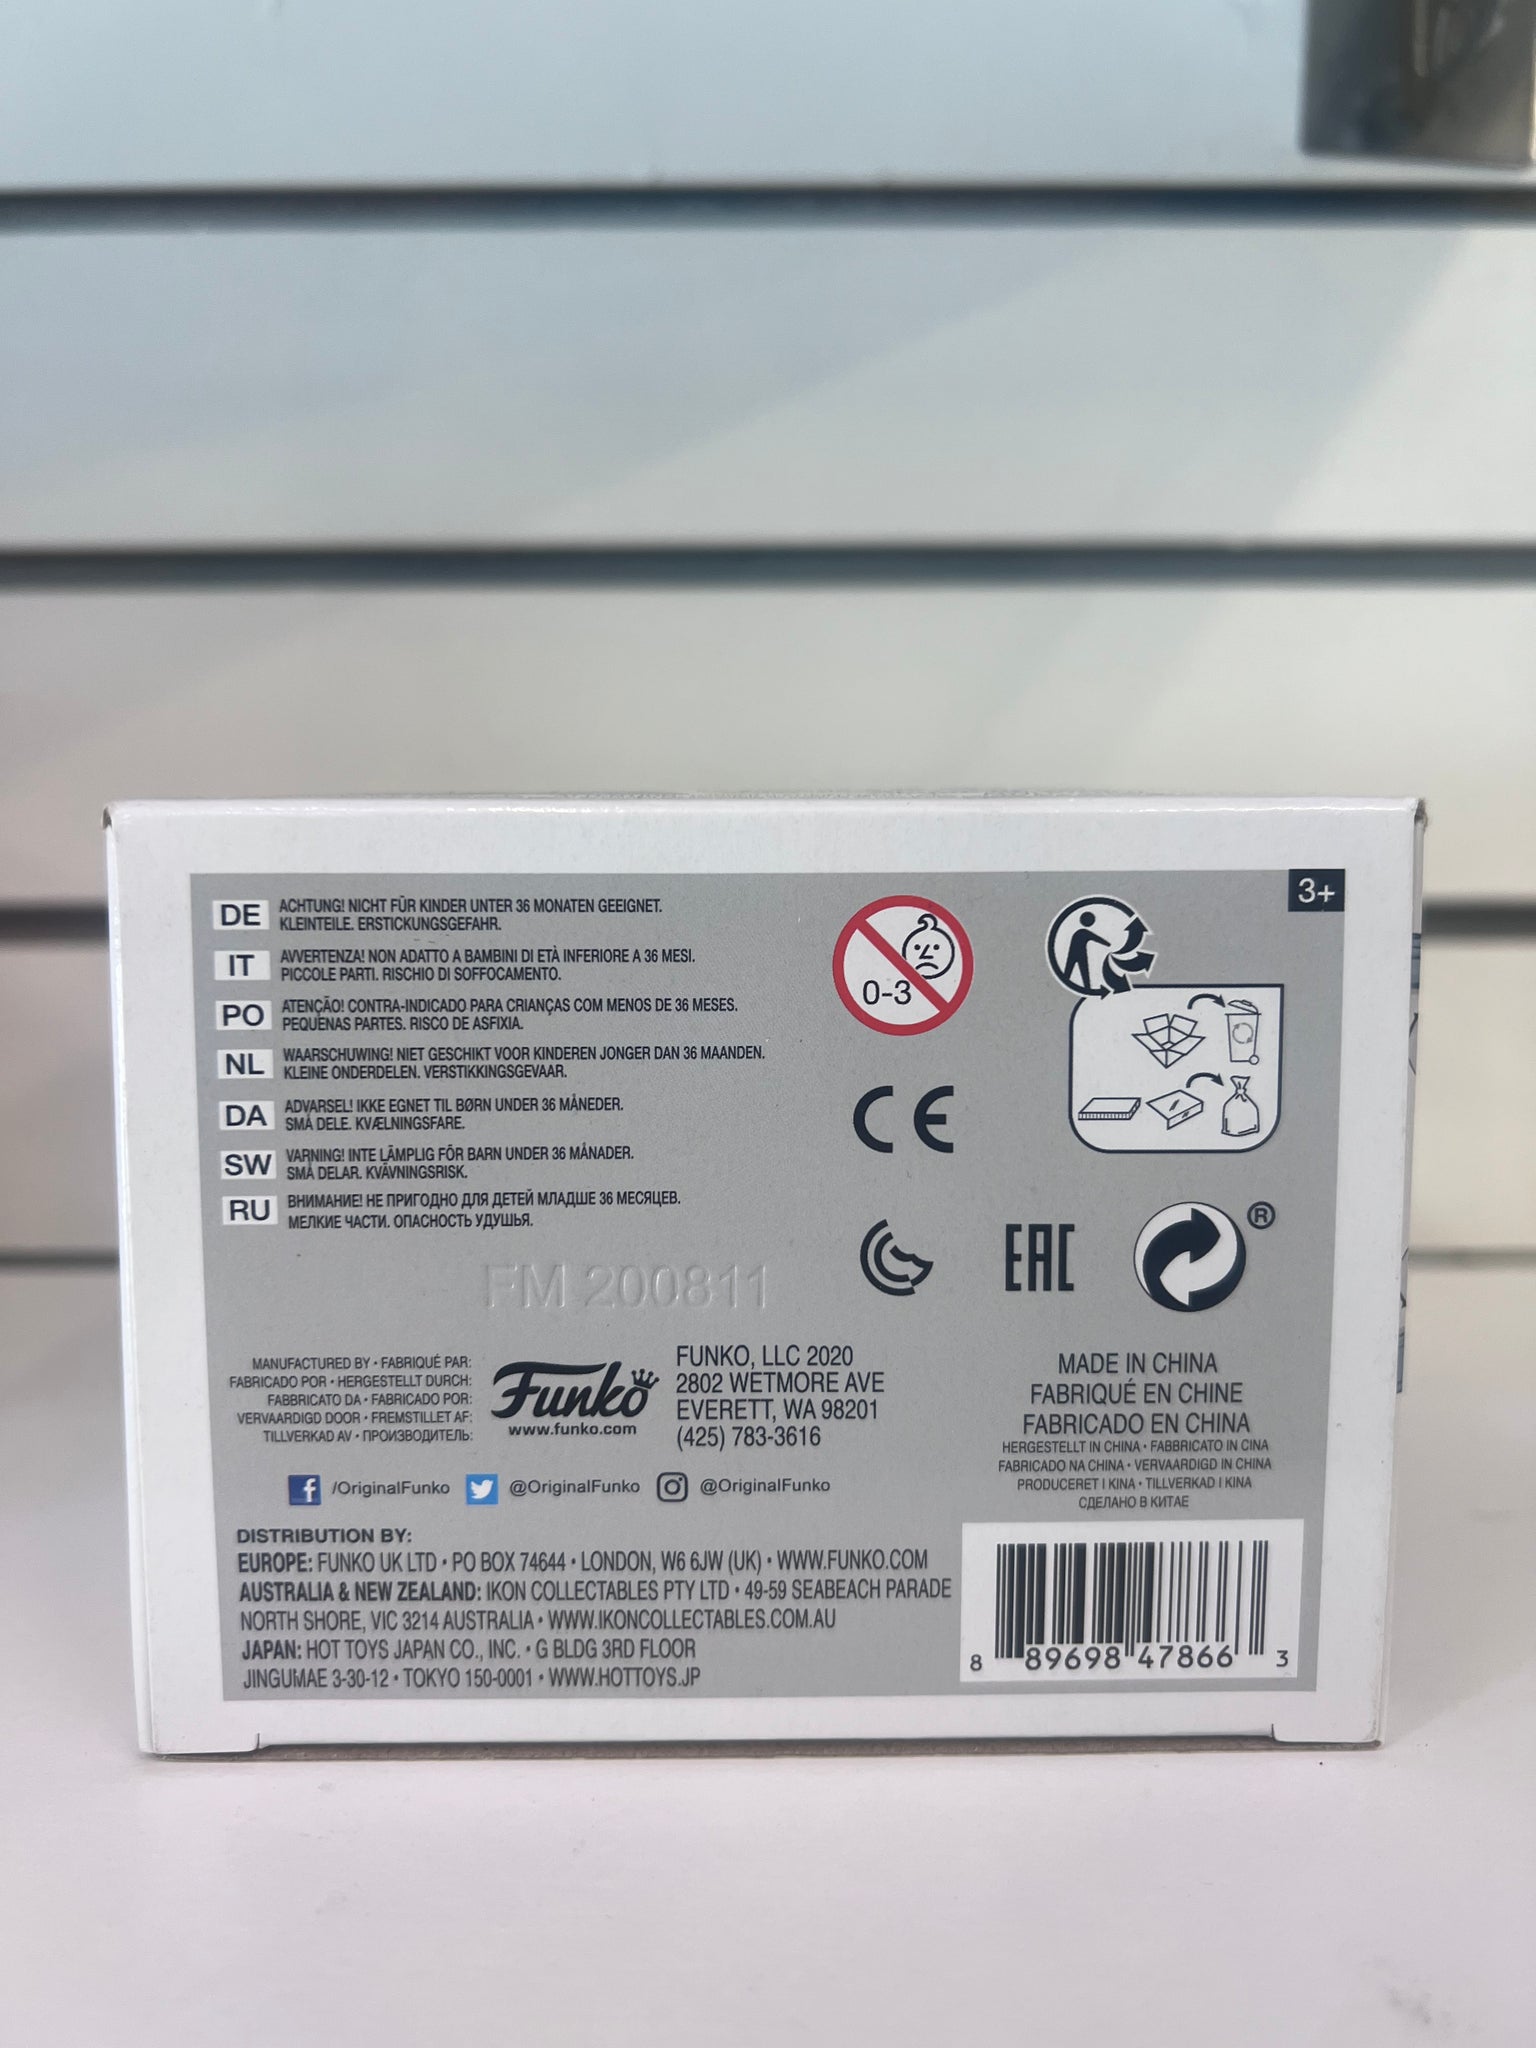 3+
DE ACHTUNG! NICHT FÜR KINDER UNTER 36 MONATEN GEEIGNET.
KLEINTEILE. ERSTICKUNGSGEFAHR.
IT AVVERTENZA! NON ADATTO A BAMBINI DI ETÀ INFERIORE A 36 MESI.
PICCOLE PARTI. RISCHIO DI SOFFOCAMENTO.
PO ATENÇÃO! CONTRA-INDICADO PARA CRIANÇAS COM MENOS DE 36 MESES.
PEQUENAS PARTES. RISCO DE ASFIXIA.
NL WAARSCHUWING! NIET GESCHIKT VOOR KINDEREN JONGER DAN 36 MAANDEN.
KLEINE ONDERDELEN. VERSTIKKINGSGEVAAR.
DA ADVARSEL! IKKE EGNET TIL BØRN UNDER 36 MÅNEDER.
SMÅ DELE. KVÆLNINGSFARE.
SW VARNING! INTE LÄMPLIG FÖR BARN UNDER 36 MÅNADER.
SMÅ DELAR. KVÄVNINGSRISK.
RU ВНИМАНИЕ! НЕ ПРИГОДНО ДЛЯ ДЕТЕЙ МЛАДШЕ 36 МЕСЯЦЕВ.
МЕЛКИЕ ЧАСТИ. ОПАСНОСТЬ УДУШЬЯ.
0-3
CE
EAC
®
FM 200811
MANUFACTURED BY • FABRIQUÉ PAR:
FABRICADO POR • HERGESTELLT DURCH:
FABBRICATO DA • FABRICADO POR:
VERVAARDIGD DOOR • FREMSTILLET AF:
TILLVERKAD AV • ПРОИЗВОДИТЕЛЬ:
Funko
www.funko.com
FUNKO, LLC 2020
2802 WETMORE AVE
EVERETT, WA 98201
(425) 783-3616
/OriginalFunko @OriginalFunko @OriginalFunko
MADE IN CHINA
FABRIQUÉ EN CHINE
FABRICADO EN CHINA
HERGESTELLT IN CHINA • FABBRICATO IN CINA
FABRICADO NA CHINA • VERVAARDIGD IN CHINA
PRODUCERET I KINA • TILLVERKAD I KINA
СДЕЛАНО В КИТАЕ
DISTRIBUTION BY:
EUROPE: FUNKO UK LTD • PO BOX 74644 • LONDON, W6 6JW (UK) • WWW.FUNKO.COM
AUSTRALIA & NEW ZEALAND: IKON COLLECTABLES PTY LTD • 49-59 SEABEACH PARADE
NORTH SHORE, VIC 3214 AUSTRALIA • WWW.IKONCOLLECTABLES.COM.AU
JAPAN: HOT TOYS JAPAN CO., INC. • G BLDG 3RD FLOOR
JINGUMAE 3-30-12 • TOKYO 150-0001 • WWW.HOTTOYS.JP
8 89698 47866 3